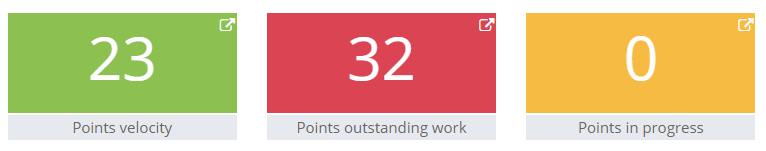 23
32
0
Points velocity
Points outstanding work
Points in progress